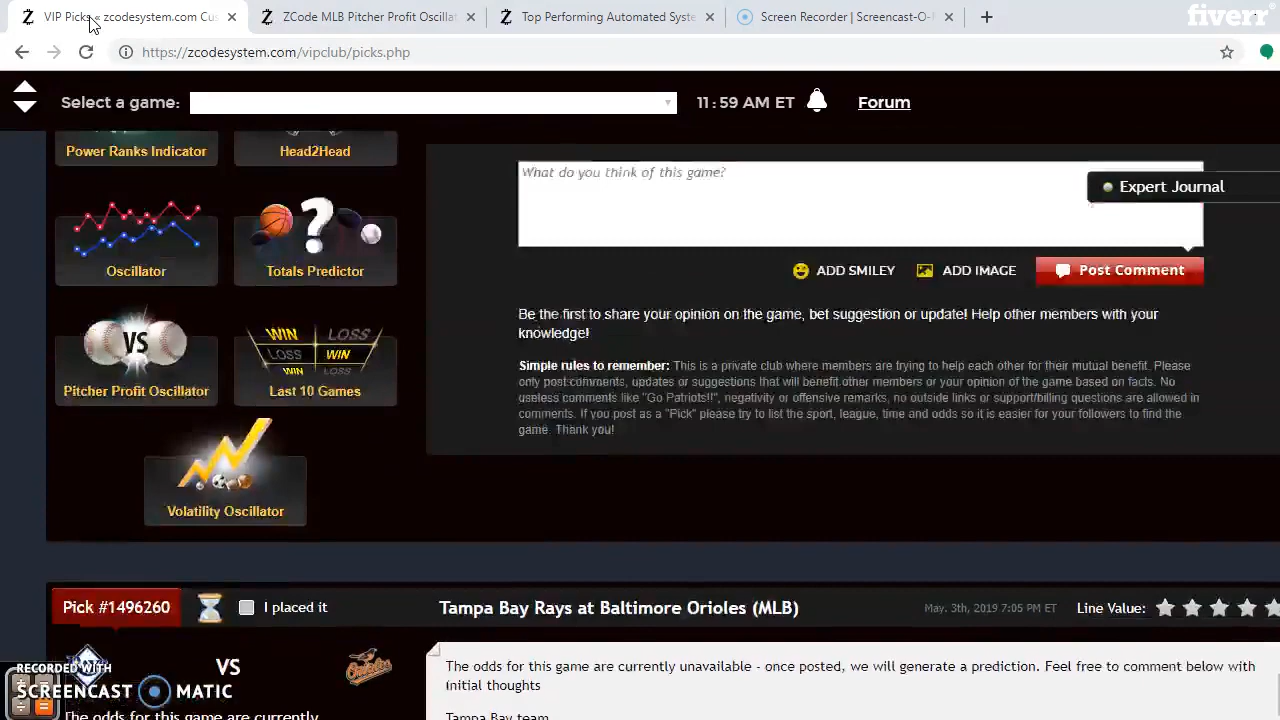 VIP Picks « zcodesystem.com Cus
ZCode MLB Pitcher Profit Oscillat
Top Performing Automated Syste
Screen Recorder | Screencast-O-
fiverr
https://zcodesystem.com/vipclub/picks.php
Select a game:
11:59 AM ET
Forum
Power Ranks Indicator
Head2Head
What do you think of this game?
Expert Journal
Oscillator
Totals Predictor
ADD SMILEY
ADD IMAGE
Post Comment
Be the first to share your opinion on the game, bet suggestion or update! Help other members with your
knowledge!
VS
WIN LOSS
LOSS WIN
WIN LOSS
Pitcher Profit Oscillator
Last 10 Games
Simple rules to remember: This is a private club where members are trying to help each other for their mutual benefit. Please
only post comments, updates or suggestions that will benefit other members or your opinion of the game based on facts. No
useless comments like "Go Patriots!!", negativity or offensive remarks, no outside links or support/billing questions are allowed in
comments. If you post as a "Pick" please try to list the sport, league, time and odds so it is easier for your followers to find the
game. Thank you!
Volatility Oscillator
Pick #1496260
I placed it
Tampa Bay Rays at Baltimore Orioles (MLB)
May. 3th, 2019 7:05 PM ET
Line Value:
VS
The odds for this game are currently unavailable - once posted, we will generate a prediction. Feel free to comment below with
initial thoughts
RECORDED WITH
SCREENCAST MATIC
The odds for this game are currently
Tampa Bay team